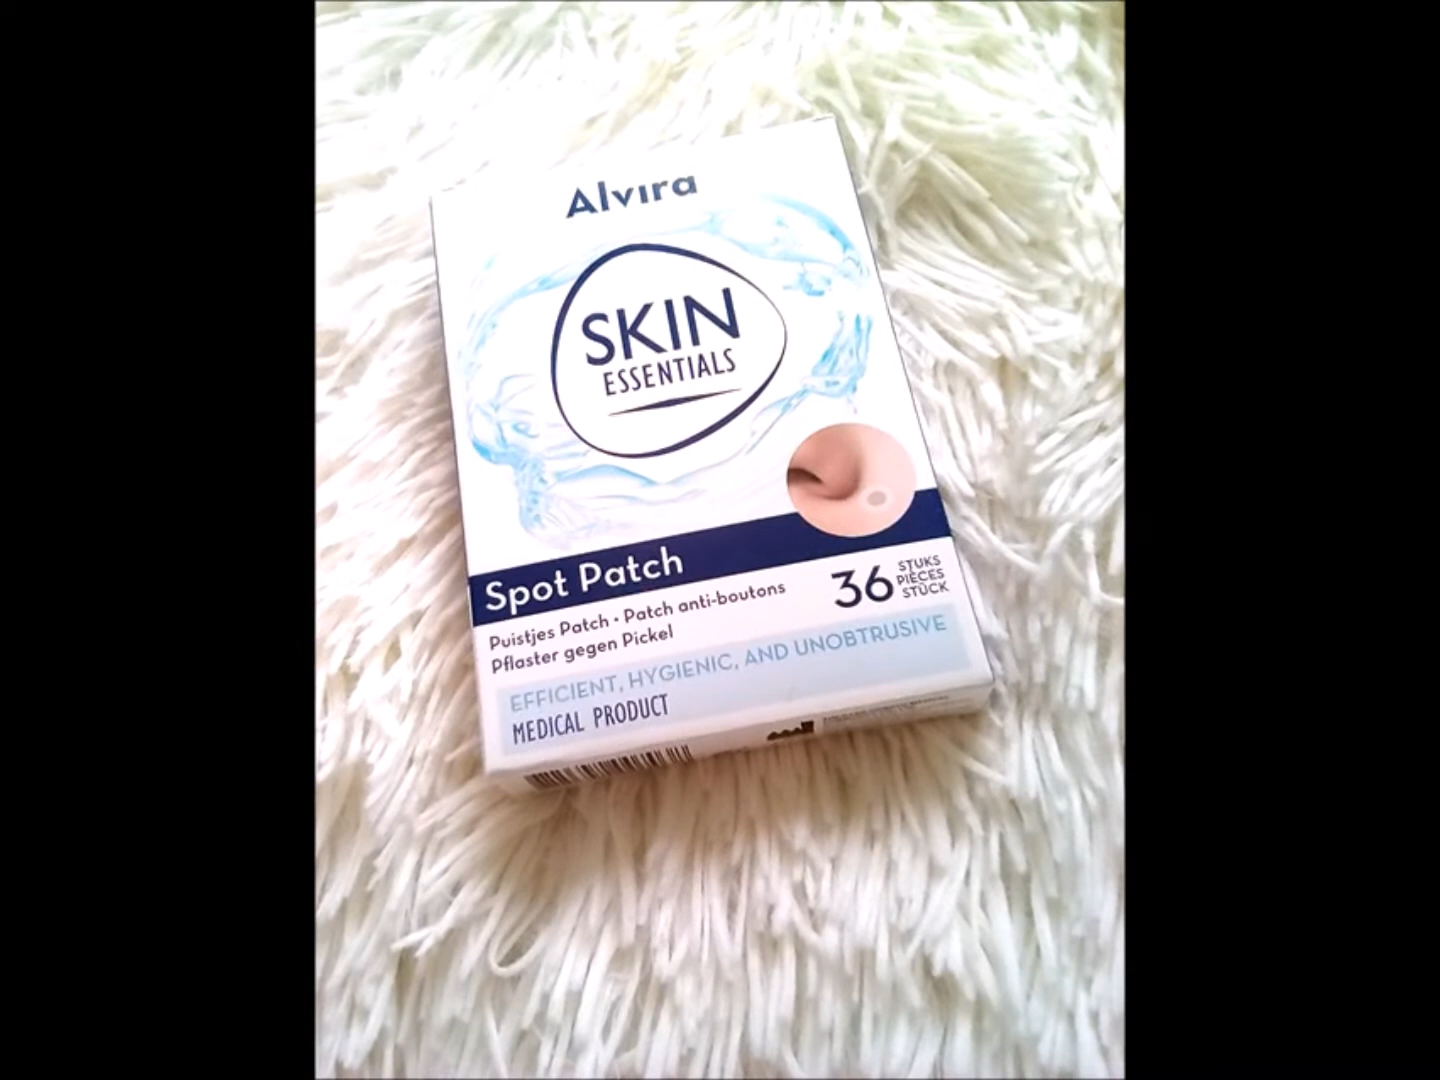 Alvira
SKIN
ESSENTIALS
Spot Patch
36
STUKS
PIÈCES
STÜCK
Puistjes Patch · Patch anti-boutons
Pflaster gegen Pickel
EFFICIENT, HYGIENIC, AND UNOBTRUSIVE
MEDICAL PRODUCT